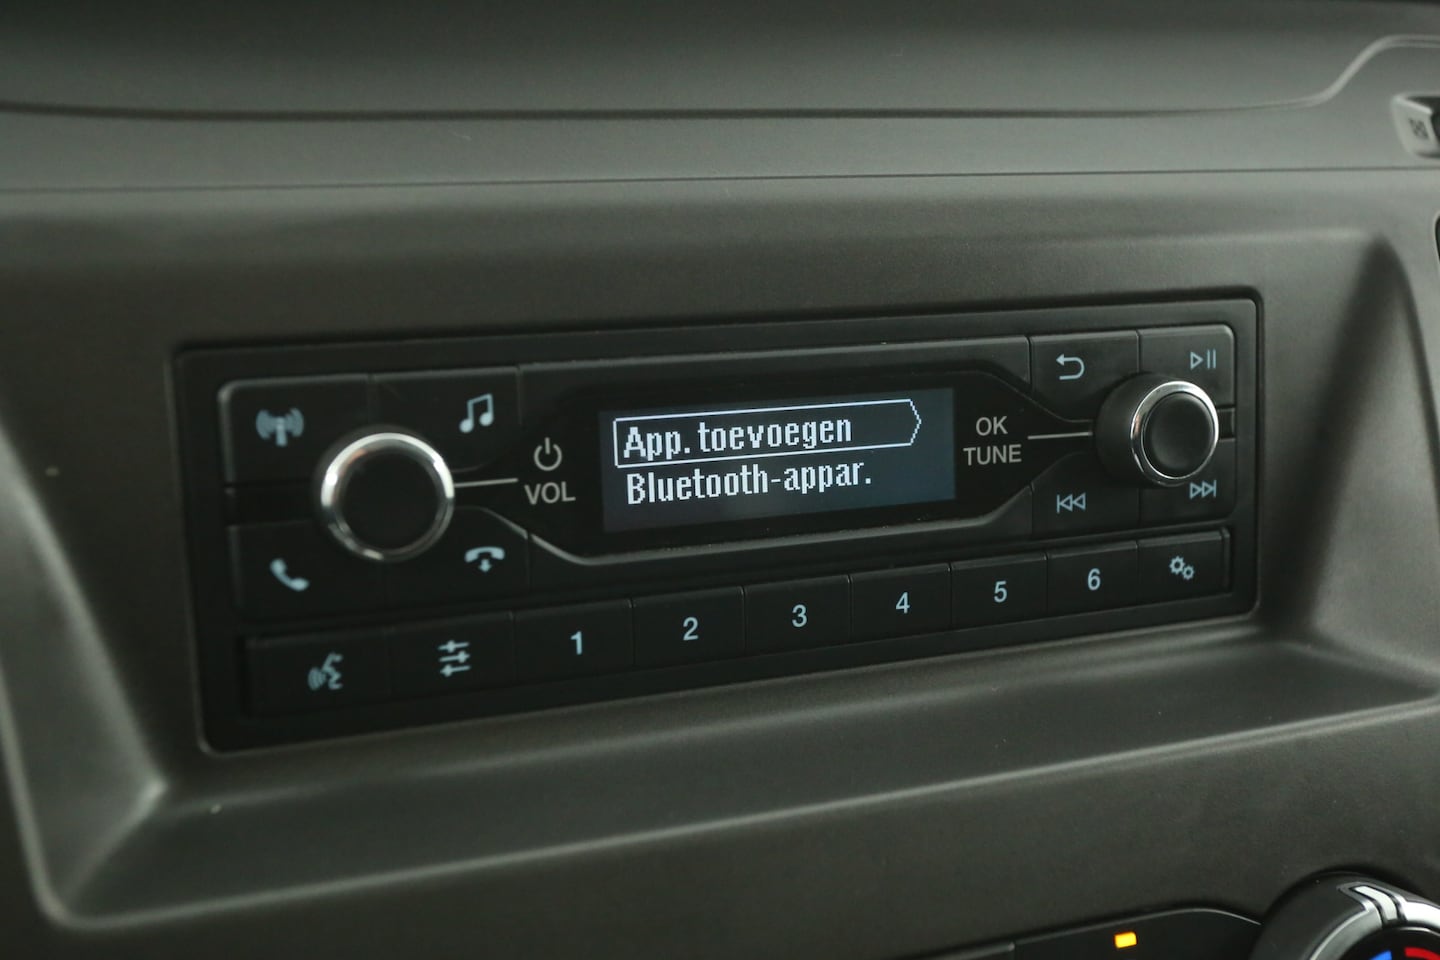 App. toevoegen
Bluetooth-appar.
VOL
OK
TUNE
1 2 3 4 5 6